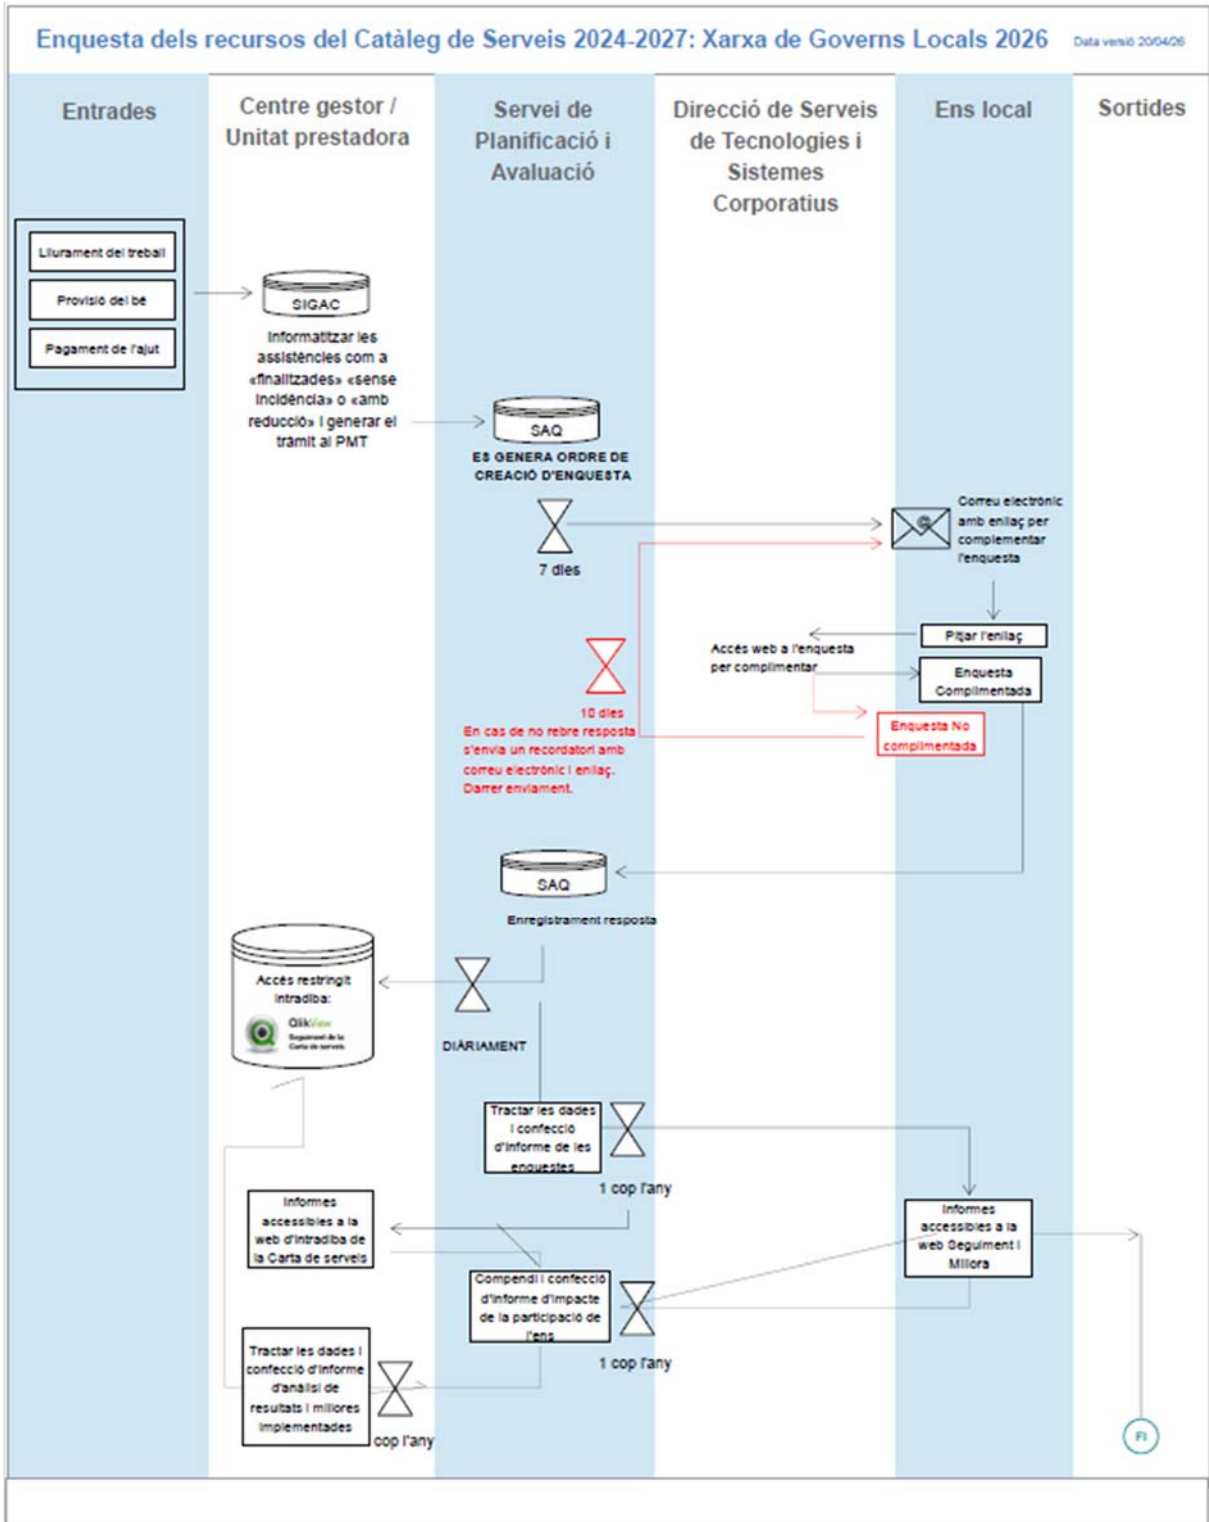 Enquesta dels recursos del Catàleg de Serveis 2024-2027: Xarxa de Governs Locals 2026
Data versió 20/04/26
Entrades
Centre gestor /
Unitat prestadora
Servei de
Planificació i
Avaluació
Direcció de Serveis
de Tecnologies i
Sistemes
Corporatius
Ens local
Sortides
Lliurament del treball
Provisió del bé
Pagament de l'ajut
SIGAC
Informatitzar les
assistències com a
«finalitzades» «sense
incidència» o «amb
reducció» i generar el
tràmit al PMT
SAQ
ES GENERA ORDRE DE
CREACIÓ D'ENQUESTA
7 dies
@
Correu electrònic
amb enllaç per
complementar
l'enquesta
Pitjar l'enllaç
Accés web a l'enquesta
per complimentar
Enquesta
Complimentada
Enquesta No
complimentada
10 dies
En cas de no rebre resposta
s'envia un recordatori amb
correu electrònic i enllaç.
Darrer enviament.
SAQ
Enregistrament resposta
Accés restringit
intradiba:
QlikView
Seguiment de la
Carta de serveis
DIÀRIAMENT
Tractar les dades
i confecció
d'informe de les
enquestes
1 cop l'any
Informes
accessibles a la
web d'intradiba de
la Carta de serveis
Informes
accessibles a la
web Seguiment i
Millora
Compendi i confecció
d'informe d'impacte
de la participació de
l'ens
1 cop l'any
Tractar les dades i
confecció d'informe
d'anàlisi de
resultats i millores
implementades
cop l'any
FI